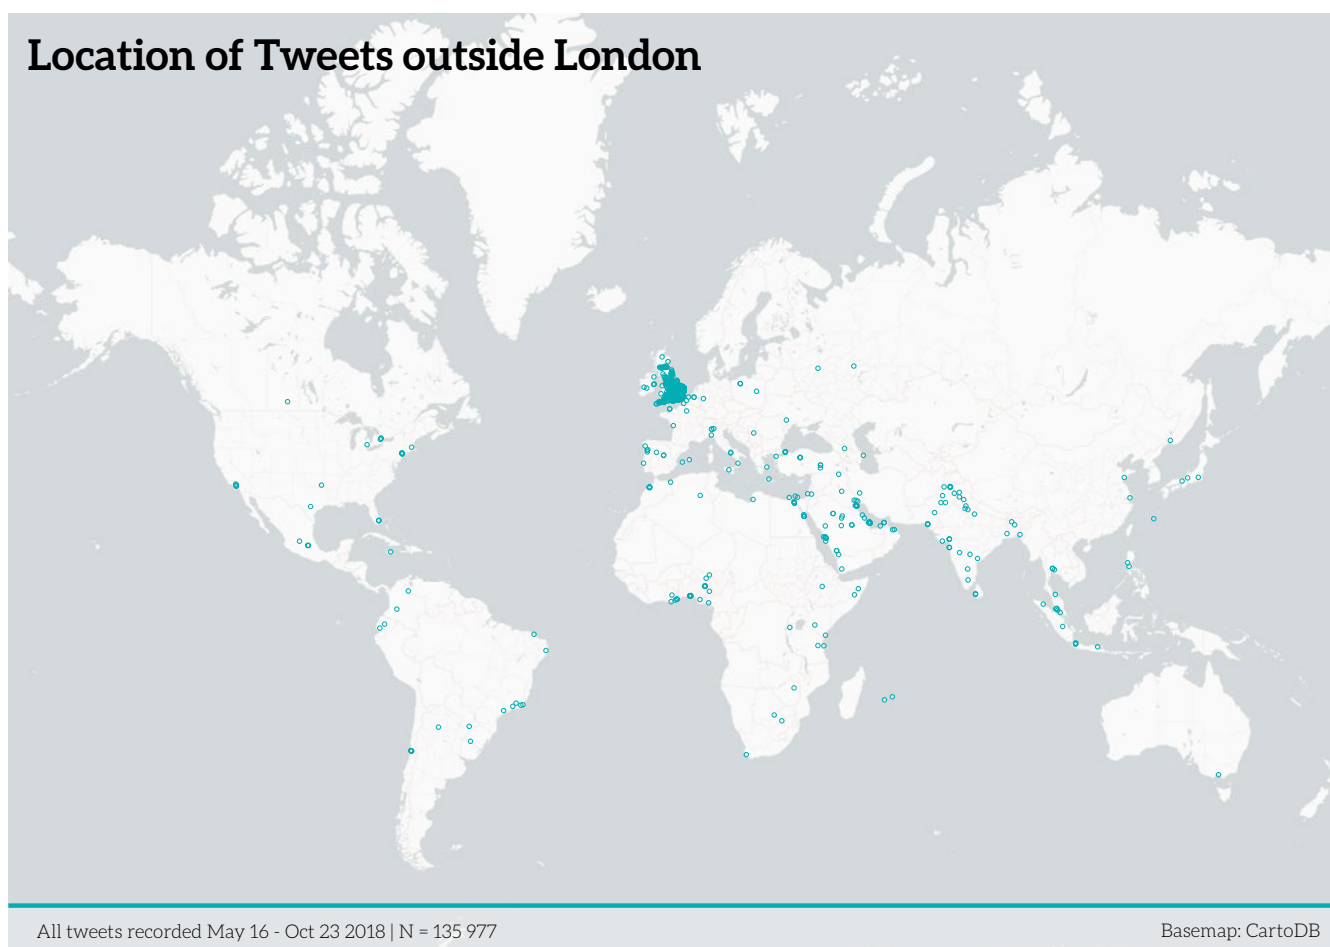 Location of Tweets outside London
All tweets recorded May 16 - Oct 23 2018 | N = 135 977
Basemap: CartoDB